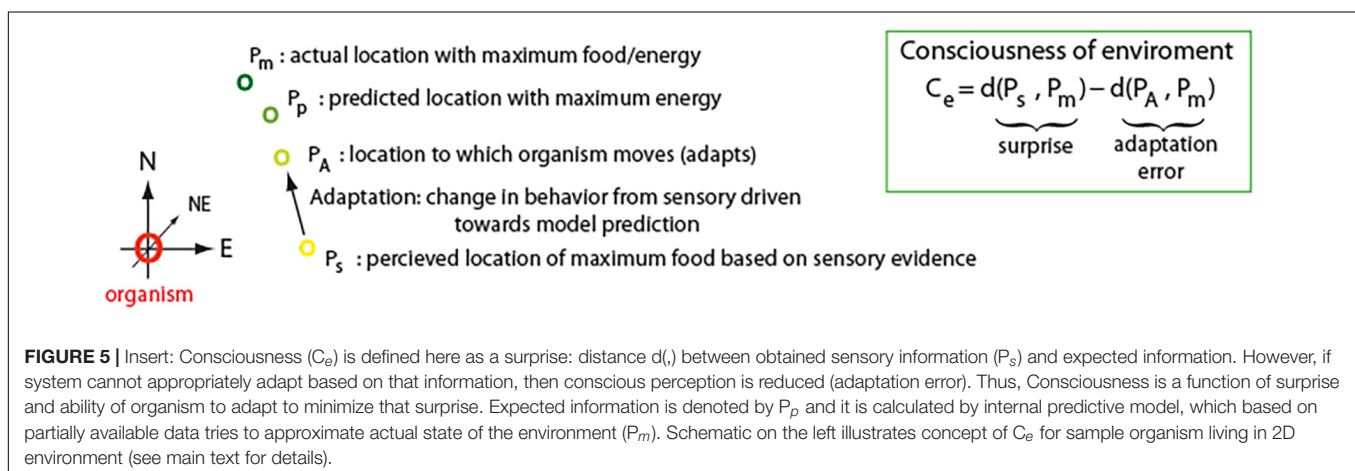 P_m : actual location with maximum food/energy
P_p : predicted location with maximum energy
P_A : location to which organism moves (adapts)
Adaptation: change in behavior from sensory driven
towards model prediction
P_s : percieved location of maximum food based on sensory evidence
N
NE
E
organism
Consciousness of enviroment
C_e = d(P_s , P_m) – d(P_A , P_m)
surprise adaptation
error
FIGURE 5 | Insert: Consciousness (C_e) is defined here as a surprise: distance d(,) between obtained sensory information (P_s) and expected information. However, if
system cannot appropriately adapt based on that information, then conscious perception is reduced (adaptation error). Thus, Consciousness is a function of surprise
and ability of organism to adapt to minimize that surprise. Expected information is denoted by P_p and it is calculated by internal predictive model, which based on
partially available data tries to approximate actual state of the environment (P_m). Schematic on the left illustrates concept of C_e for sample organism living in 2D
environment (see main text for details).